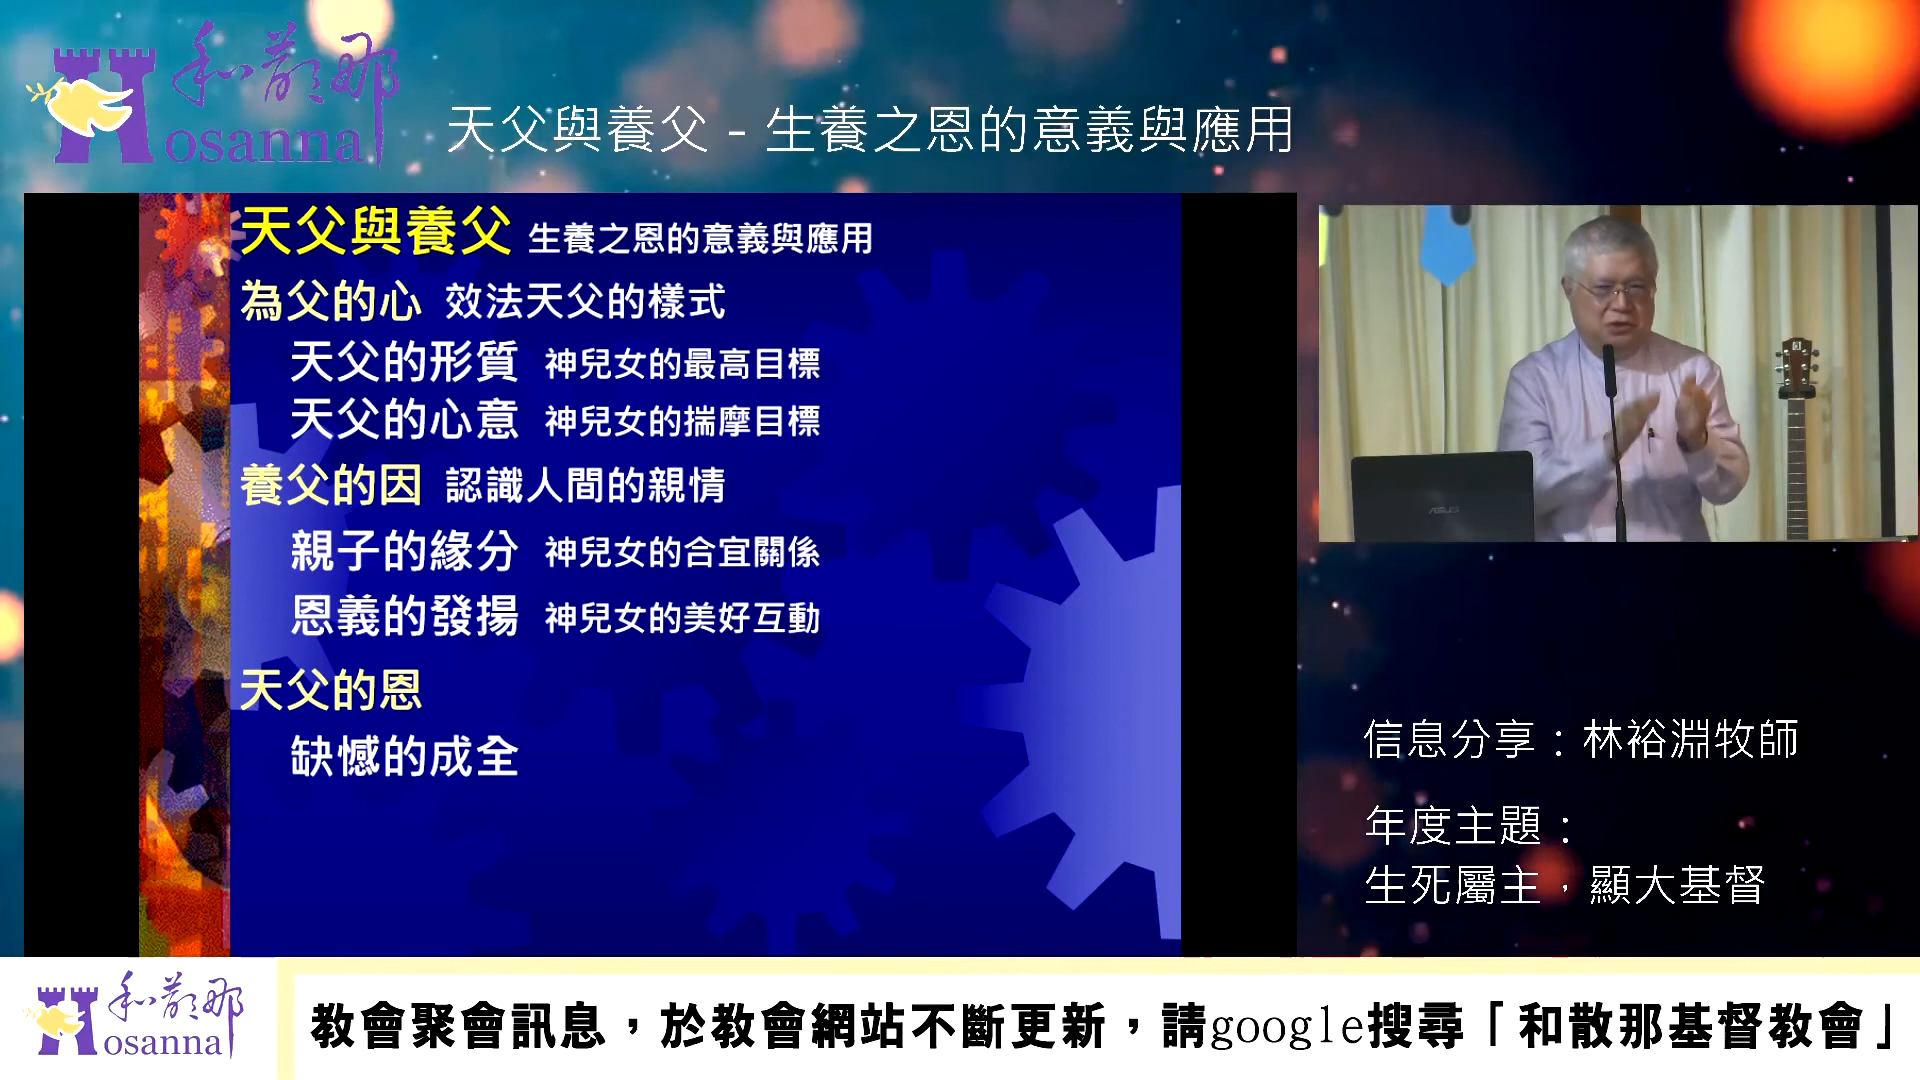 和散那
Hosanna
天父與養父 - 生養之恩的意義與應用
天父與養父 生養之恩的意義與應用
為父的心 效法天父的樣式
天父的形質 神兒女的最高目標
天父的心意 神兒女的揣摩目標
養父的因 認識人間的親情
親子的緣分 神兒女的合宜關係
恩義的發揚 神兒女的美好互動
天父的恩
缺憾的成全
ASUS
信息分享：林裕淵牧師
年度主題：
生死屬主，顯大基督
和散那
Hosanna
教會聚會訊息，於教會網站不斷更新，請google搜尋「和散那基督教會」